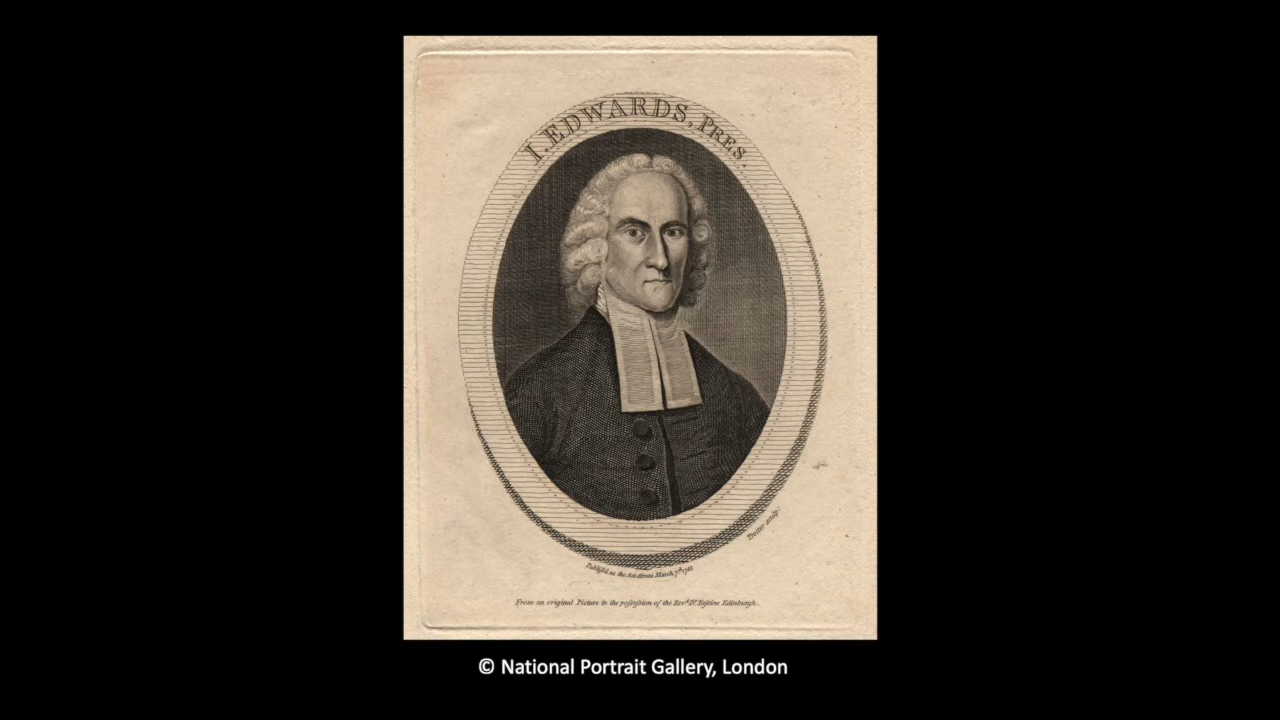 I. EDWARDS, PRES.
Trotter sculp.
Publish'd as the Act directs March 7th 1783
From an original Picture in the possession of the Revd. Dr. Erskine Edinburgh.
© National Portrait Gallery, London